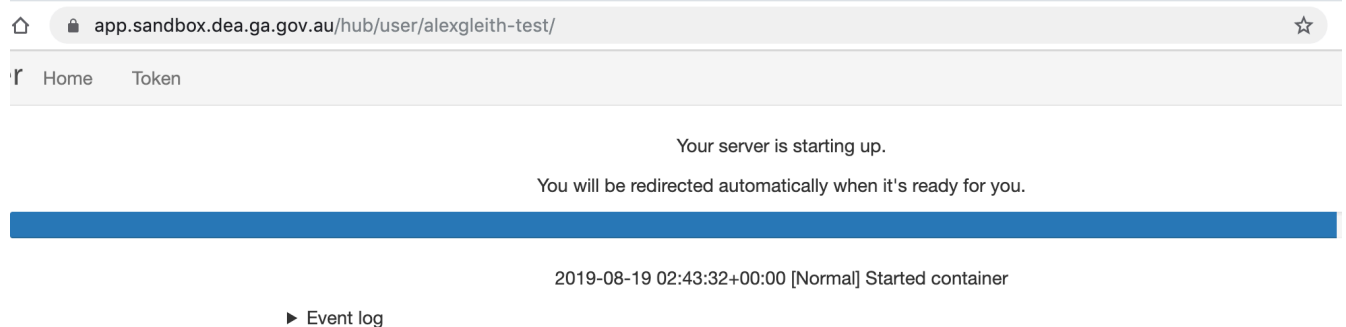 app.sandbox.dea.ga.gov.au/hub/user/alexgleith-test/
r Home Token
Your server is starting up.
You will be redirected automatically when it's ready for you.
2019-08-19 02:43:32+00:00 [Normal] Started container
Event log